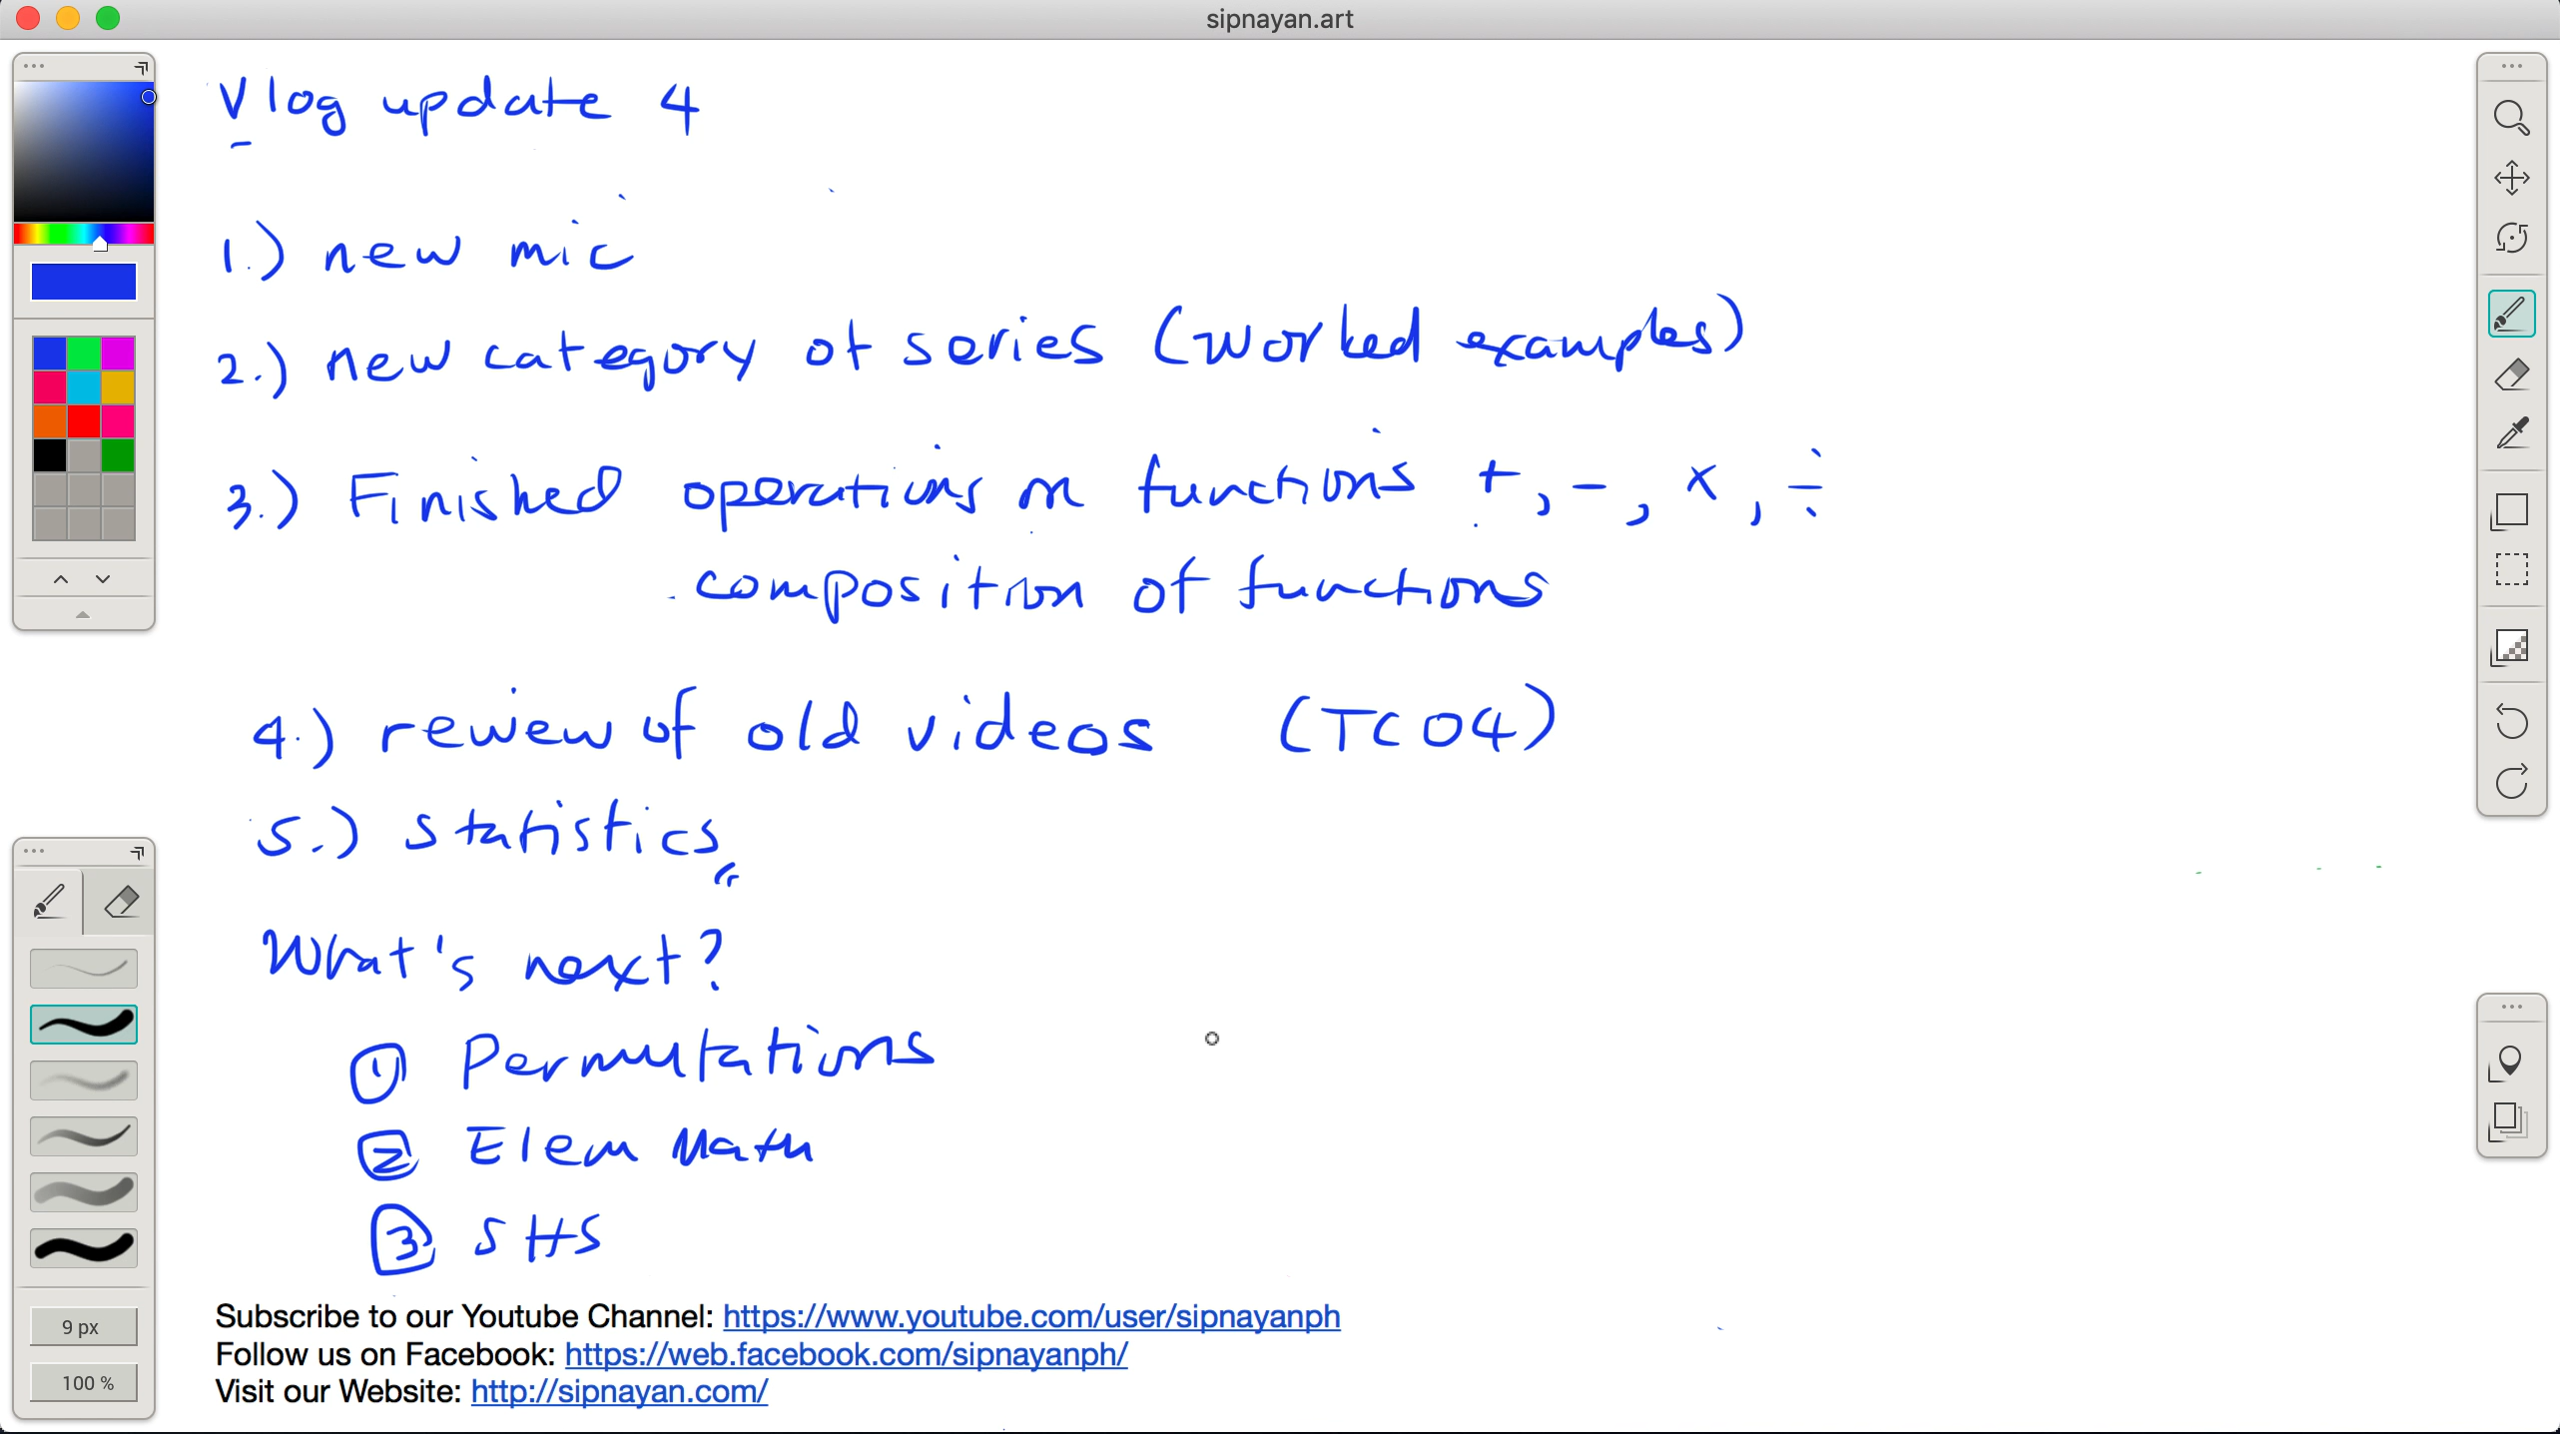 sipnayan.art
Vlog update 4
1.) new mic
2.) new category of series (worked examples)
3.) Finished operations on functions +, -, x, ÷
composition of functions
4.) review of old videos (TC04)
5.) statistics
What's next?
① Permutations
② Elem Math
③ SHS
Subscribe to our Youtube Channel: https://www.youtube.com/user/sipnayanph
Follow us on Facebook: https://web.facebook.com/sipnayanph/
Visit our Website: http://sipnayan.com/
9 px
100 %